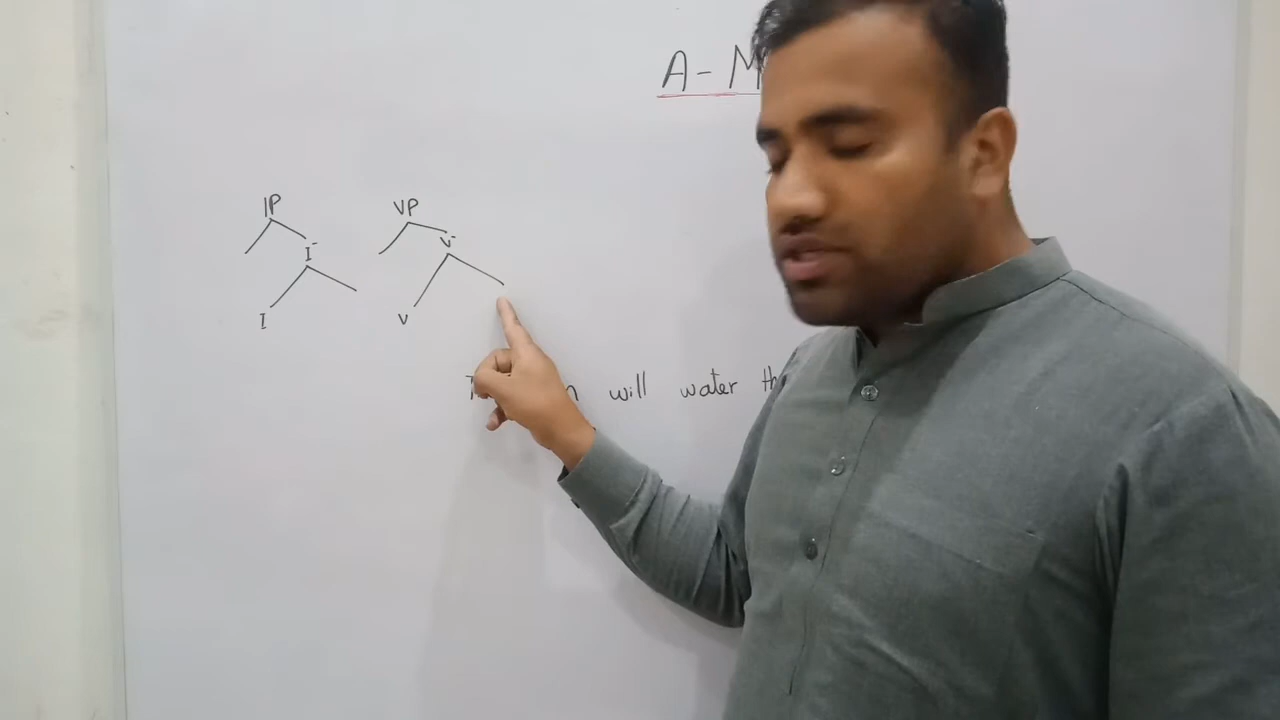 A - M
IP VP
I⁻ V⁻
I V
will water th